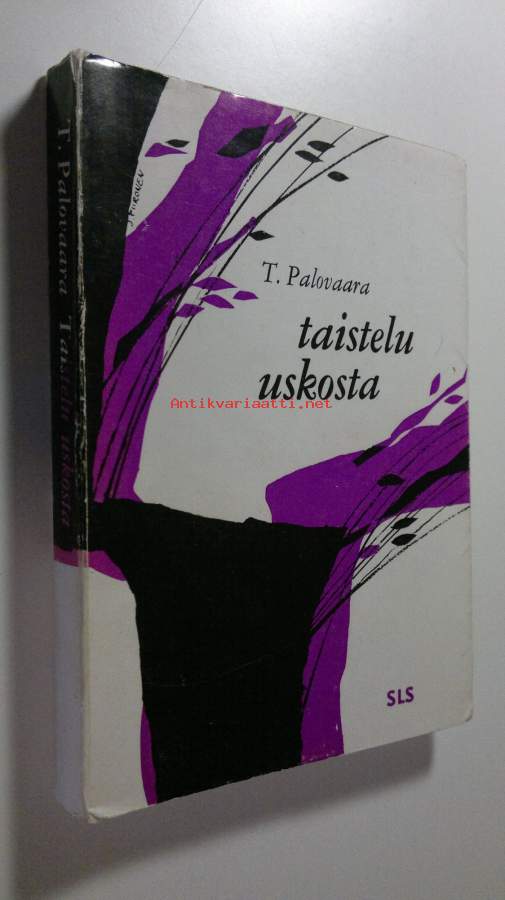 T. Palovaara Taistelu uskosta
T. Palovaara
taistelu
uskosta
Antikvariaatti.net
SLS